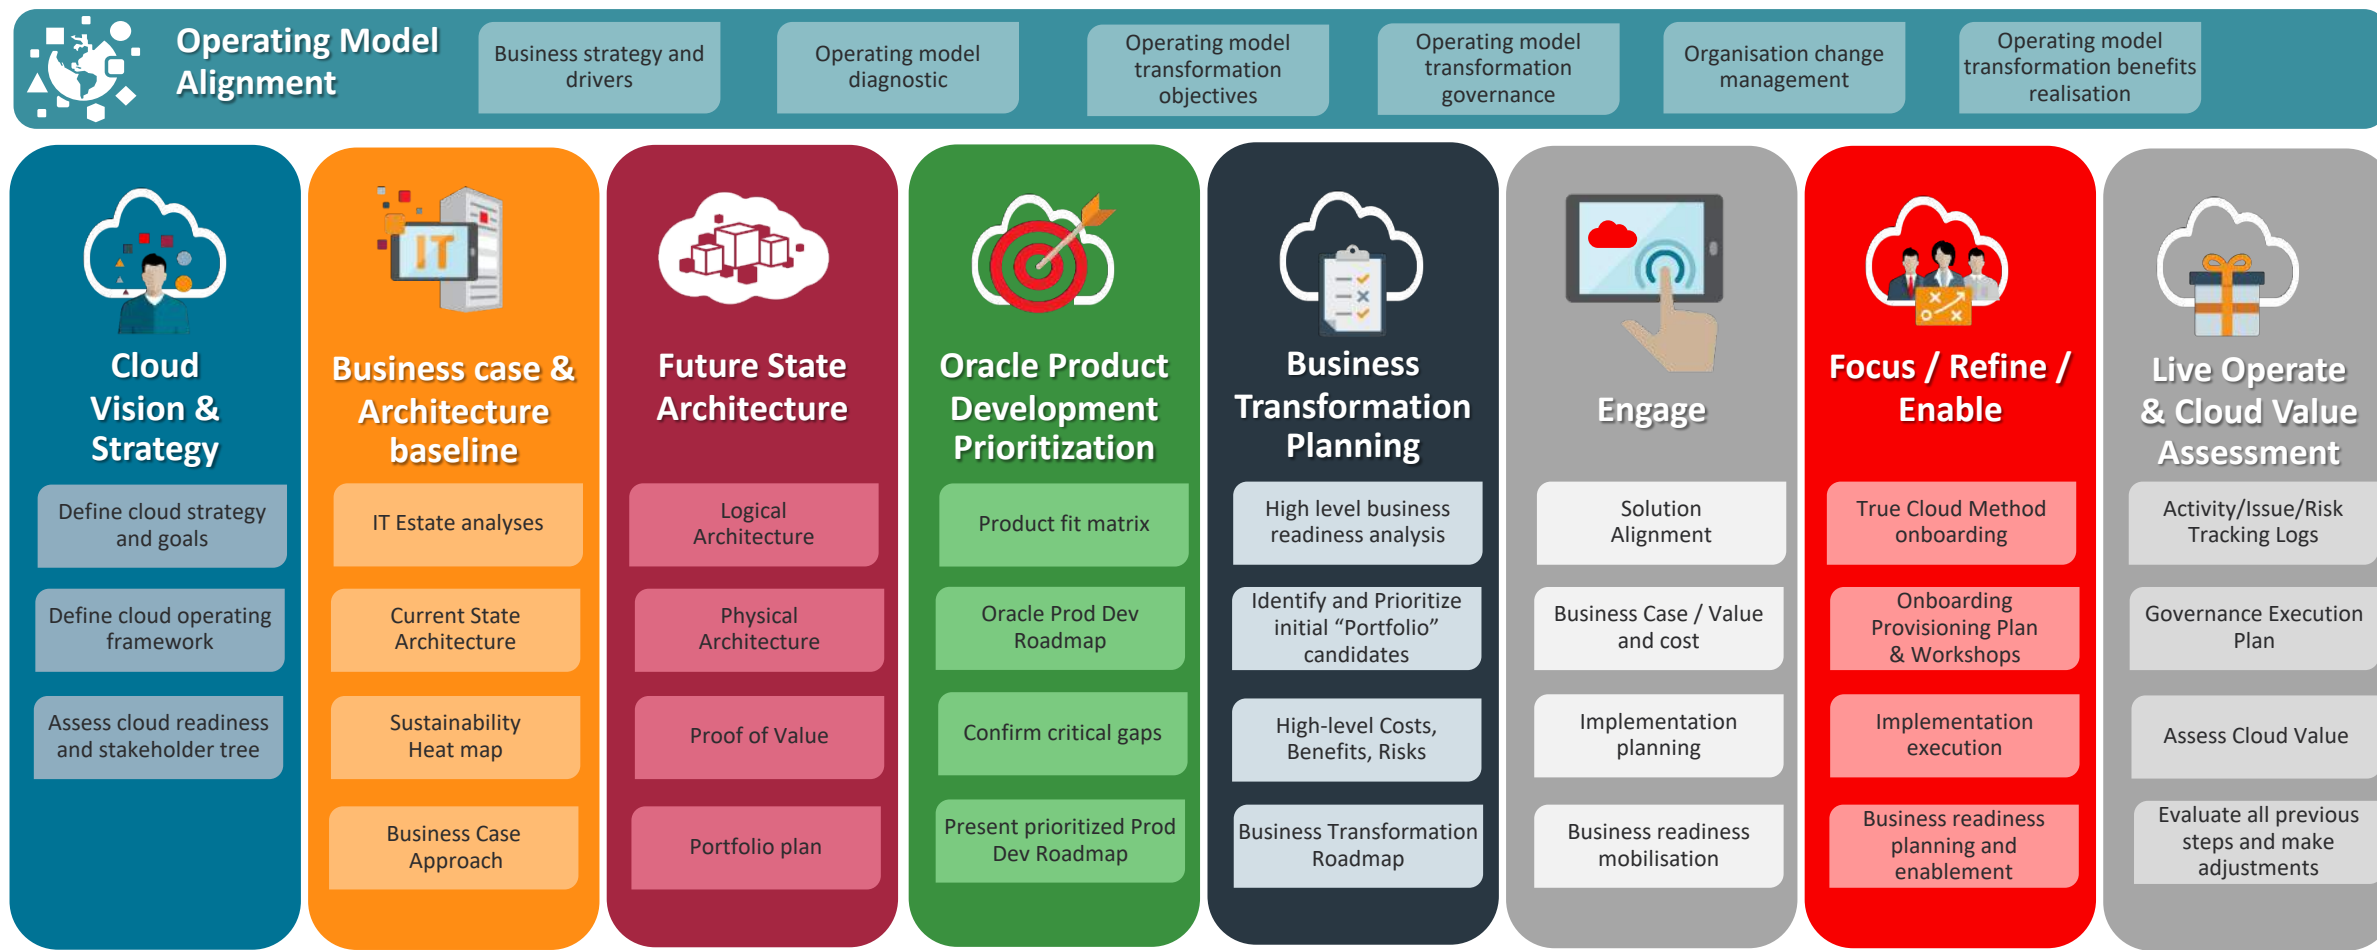 Operating Model
Alignment
Business strategy and
drivers
Operating model
diagnostic
Operating model
transformation
objectives
Operating model
transformation
governance
Organisation change
management
Operating model
transformation benefits
realisation
Cloud
Vision &
Strategy
Define cloud strategy
and goals
Define cloud operating
framework
Assess cloud readiness
and stakeholder tree
IT
Business case &
Architecture
baseline
IT Estate analyses
Current State
Architecture
Sustainability
Heat map
Business Case
Approach
Future State
Architecture
Logical
Architecture
Physical
Architecture
Proof of Value
Portfolio plan
Oracle Product
Development
Prioritization
Product fit matrix
Oracle Prod Dev
Roadmap
Confirm critical gaps
Present prioritized Prod
Dev Roadmap
Business
Transformation
Planning
High level business
readiness analysis
Identify and Prioritize
initial “Portfolio”
candidates
High-level Costs,
Benefits, Risks
Business Transformation
Roadmap
Engage
Solution
Alignment
Business Case / Value
and cost
Implementation
planning
Business readiness
mobilisation
Focus / Refine /
Enable
True Cloud Method
onboarding
Onboarding
Provisioning Plan
& Workshops
Implementation
execution
Business readiness
planning and
enablement
Live Operate
& Cloud Value
Assessment
Activity/Issue/Risk
Tracking Logs
Governance Execution
Plan
Assess Cloud Value
Evaluate all previous
steps and make
adjustments